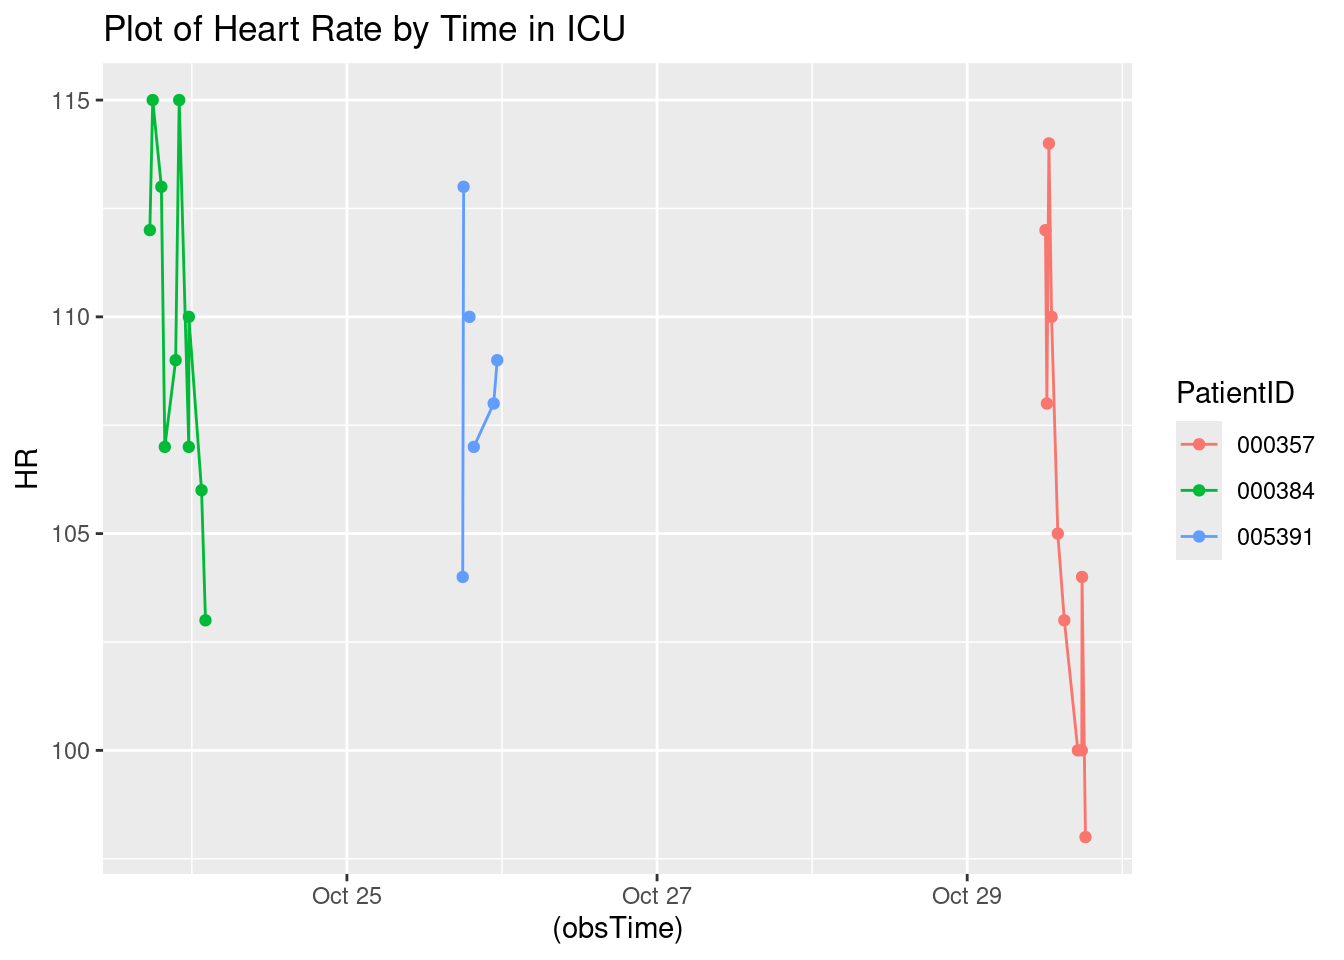 Plot of Heart Rate by Time in ICU
115
110
105
100
HR
Oct 25
Oct 27
Oct 29
(obsTime)
PatientID
000357
000384
005391